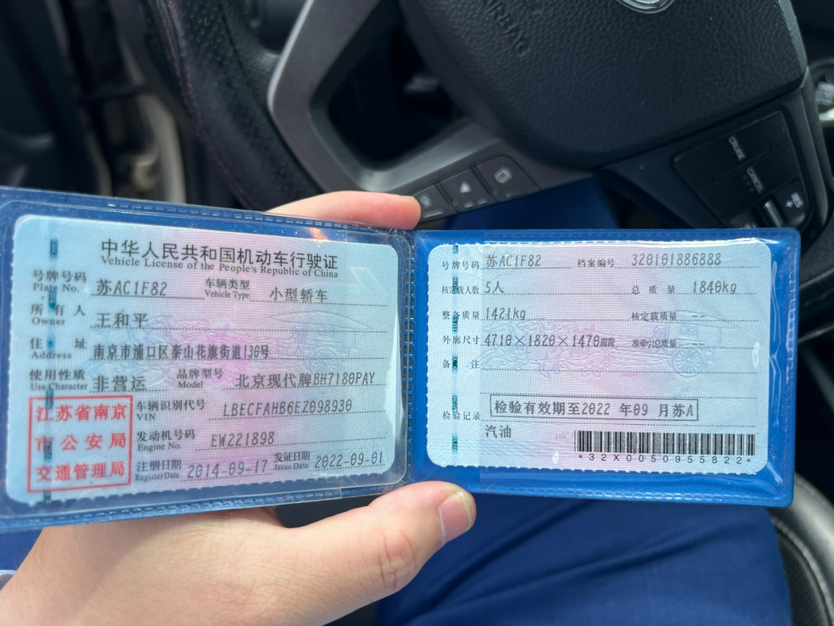 中华人民共和国机动车行驶证
Vehicle License of the People's Republic of China
号牌号码 苏AC1F82 车辆类型 小型轿车
Plate No. Vehicle Type
所有人 王和平
Owner
住址 南京市浦口区泰山花旗街道130号
Address
使用性质 非营运 品牌型号 北京现代牌BH7180PAY
Use Character Model
江苏省南京
市公安局
交通管理局
车辆识别代号 LBECFAHB6EZ098930
VIN
发动机号码 EW221898
Engine No.
注册日期 2014-09-17 发证日期 2022-09-01
Register Date Issue Date
号牌号码 苏AC1F82 档案编号 320101886888
核定载人数 5人 总质量 1840kg
整备质量 1421kg 核定载质量 --
外廓尺寸 4710×1820×1470mm 准牵引总质量 --
备注
检验记录 检验有效期至2022年09月苏A
汽油
*32X0050955822*
AIRBAG
CANCEL